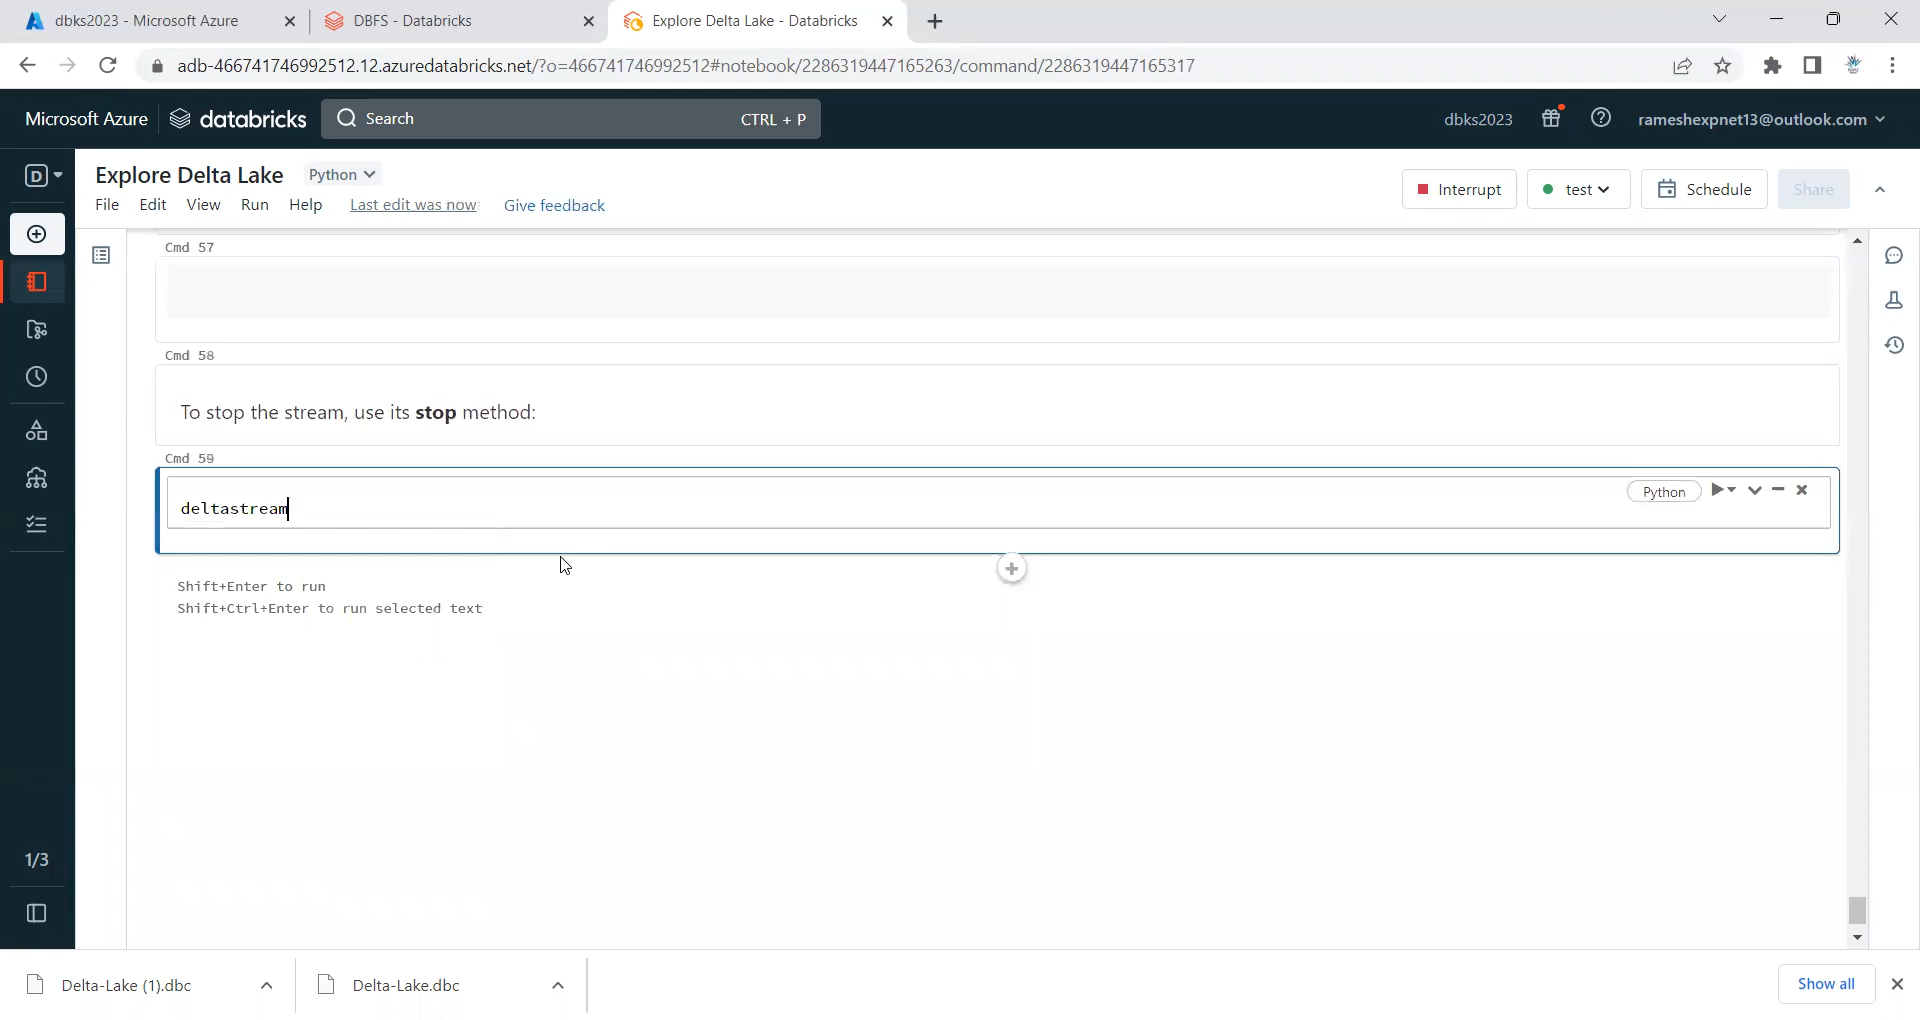 dbks2023 - Microsoft Azure
DBFS - Databricks
Explore Delta Lake - Databricks
adb-466741746992512.12.azuredatabricks.net/?o=466741746992512#notebook/2286319447165263/command/2286319447165317
Microsoft Azure
databricks
Search
CTRL + P
dbks2023
rameshexpnet13@outlook.com
D
Explore Delta Lake
Python
Interrupt
test
Schedule
Share
File Edit View Run Help Last edit was now Give feedback
Cmd 57
Cmd 58
To stop the stream, use its stop method:
Cmd 59
Python
deltastream
Shift+Enter to run
Shift+Ctrl+Enter to run selected text
1/3
Delta-Lake (1).dbc
Delta-Lake.dbc
Show all